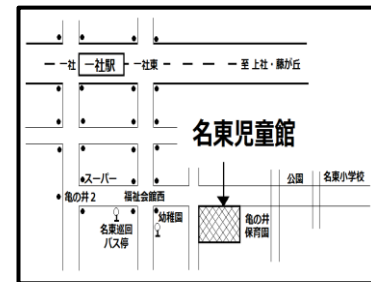 一社
一社駅
一社東
至 上社・藤が丘
名東児童館
スーパー
公園
名東小学校
亀の井2
福祉会館西
名東巡回
バス停
幼稚園
亀の井
保育園